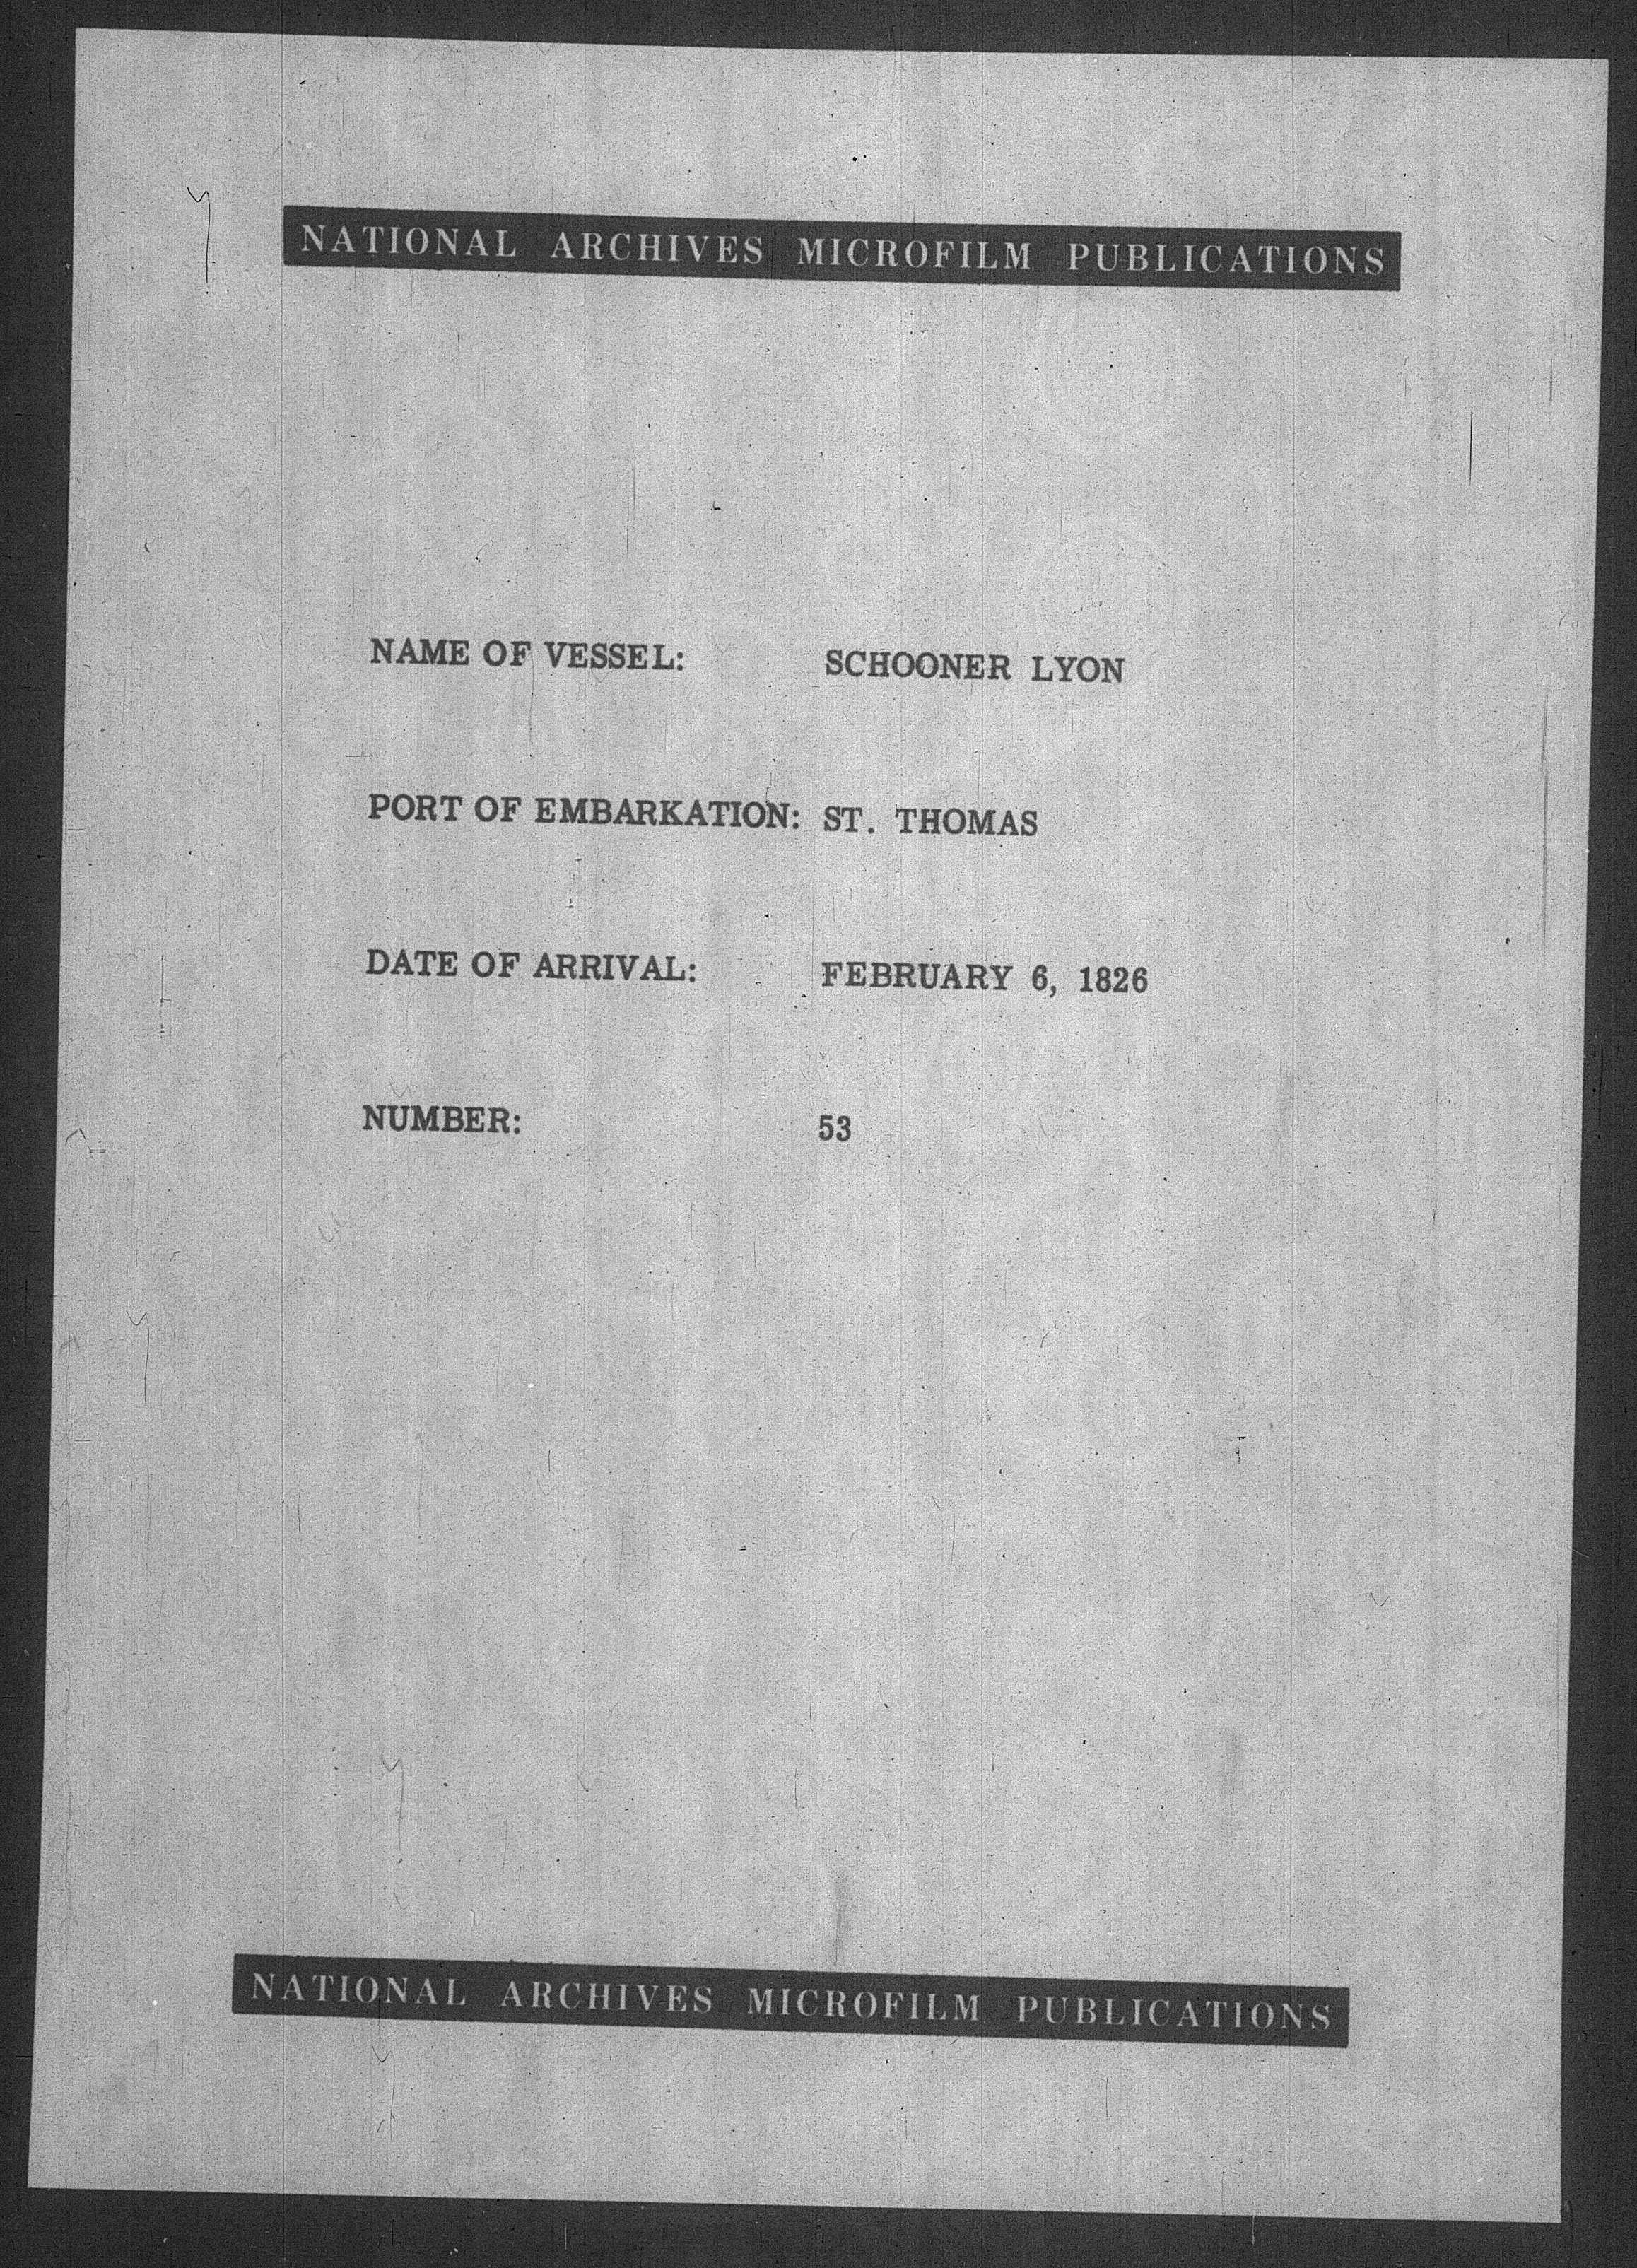 NATIONAL ARCHIVES MICROFILM PUBLICATIONS
NAME OF VESSEL: SCHOONER LYON
PORT OF EMBARKATION: ST. THOMAS
DATE OF ARRIVAL: FEBRUARY 6, 1826
NUMBER: 53
NATIONAL ARCHIVES MICROFILM PUBLICATIONS